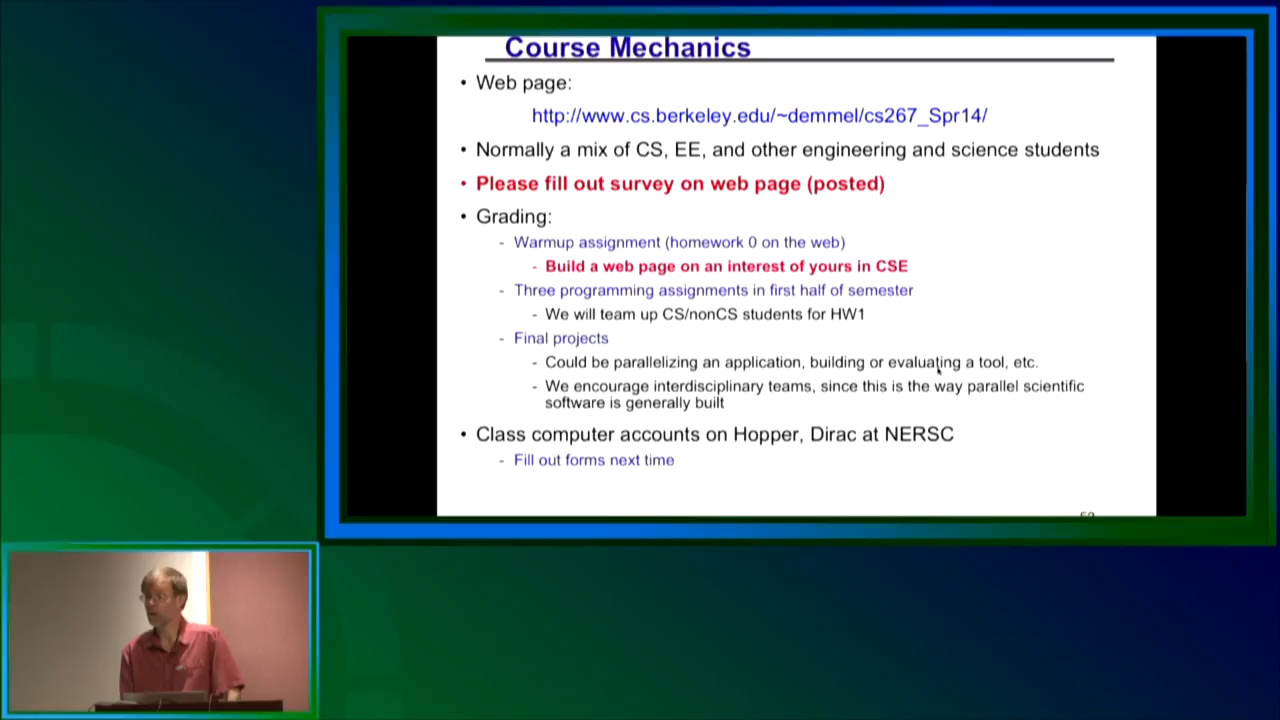 Course Mechanics
• Web page:
http://www.cs.berkeley.edu/~demmel/cs267_Spr14/
• Normally a mix of CS, EE, and other engineering and science students
• Please fill out survey on web page (posted)
• Grading:
- Warmup assignment (homework 0 on the web)
- Build a web page on an interest of yours in CSE
- Three programming assignments in first half of semester
- We will team up CS/nonCS students for HW1
- Final projects
- Could be parallelizing an application, building or evaluating a tool, etc.
- We encourage interdisciplinary teams, since this is the way parallel scientific
software is generally built
• Class computer accounts on Hopper, Dirac at NERSC
- Fill out forms next time